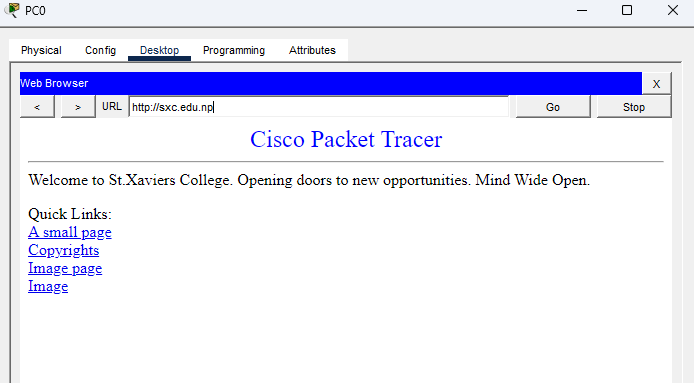 PC0
Physical Config Desktop Programming Attributes
Web Browser X
< > URL http://sxc.edu.np Go Stop
Cisco Packet Tracer
Welcome to St.Xaviers College. Opening doors to new opportunities. Mind Wide Open.
Quick Links:
A small page
Copyrights
Image page
Image